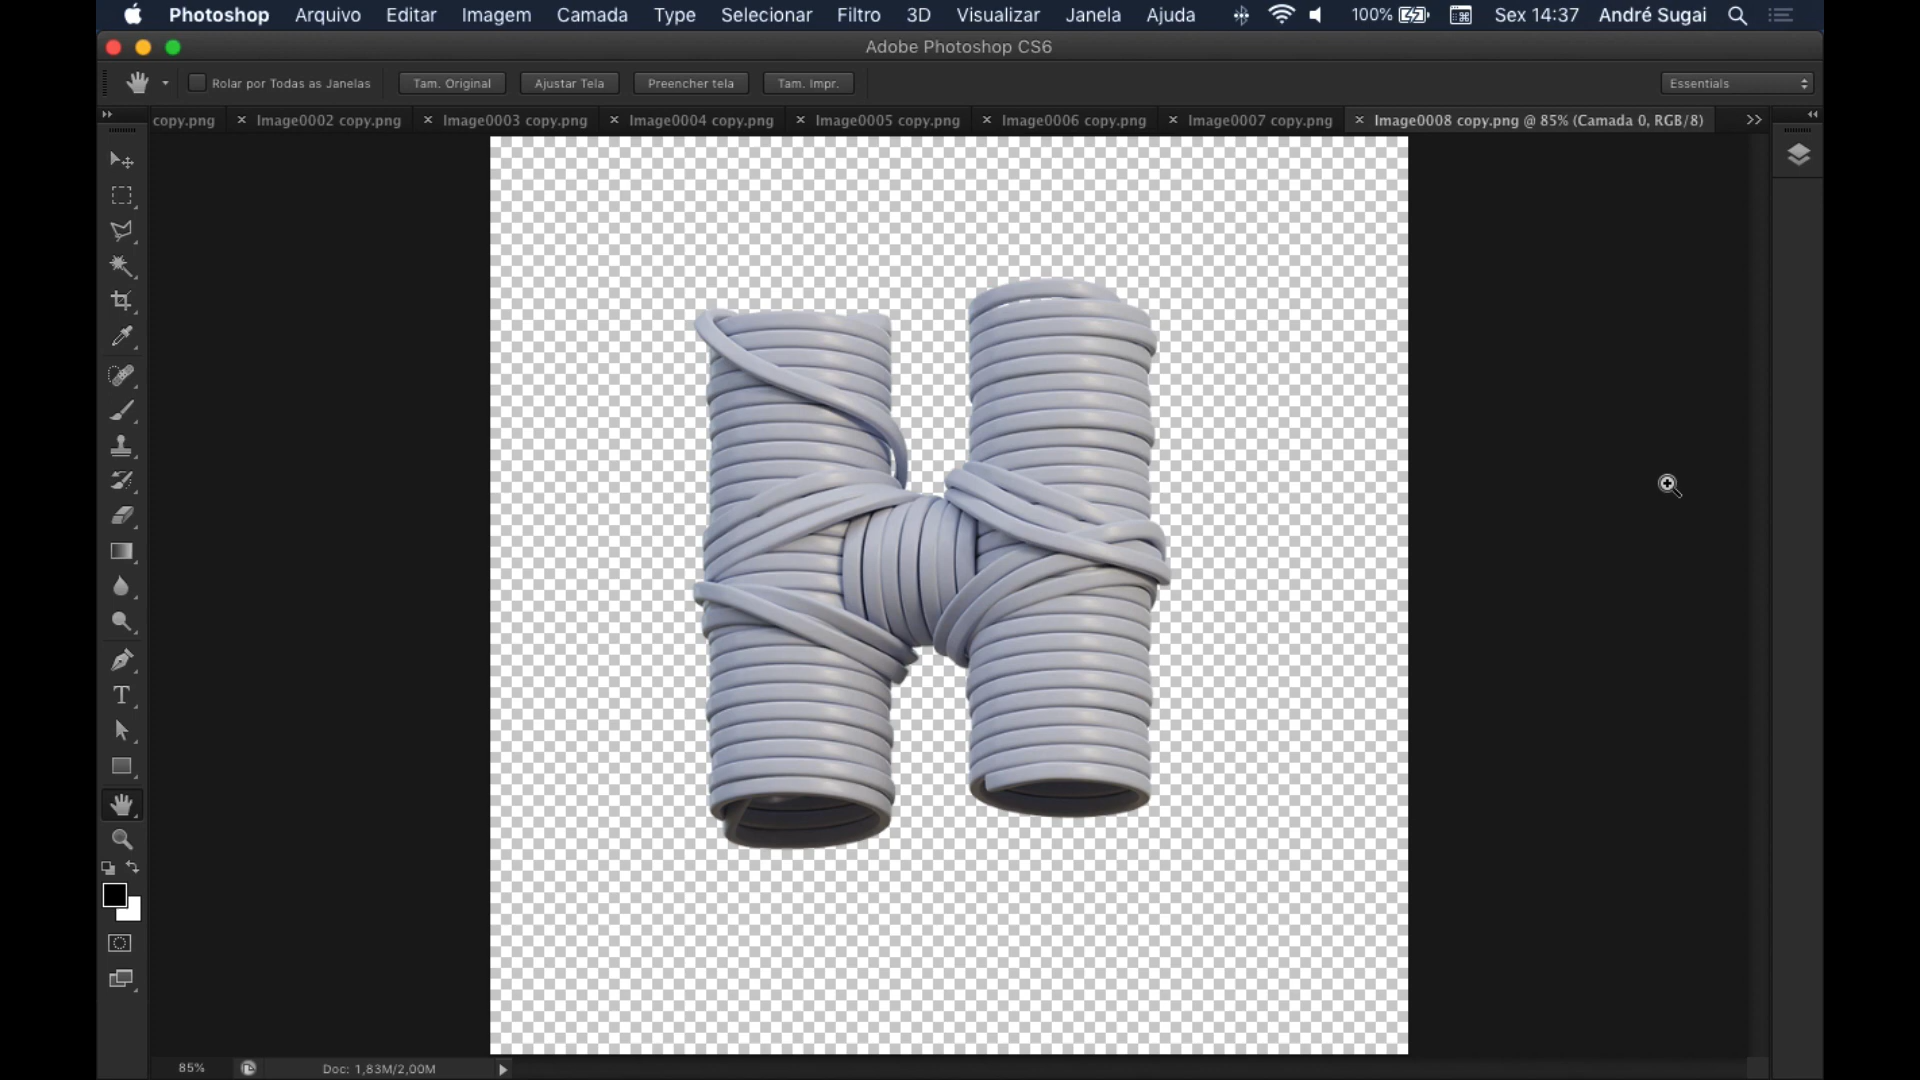 Photoshop Arquivo Editar Imagem Camada Type Selecionar Filtro 3D Visualizar Janela Ajuda 100% Sex 14:37 André Sugai
Adobe Photoshop CS6
Rolar por Todas as Janelas Tam. Original Ajustar Tela Preencher tela Tam. Impr. Essentials
copy.png × Image0002 copy.png × Image0003 copy.png × Image0004 copy.png × Image0005 copy.png × Image0006 copy.png × Image0007 copy.png × Image0008 copy.png @ 85% (Camada 0, RGB/8) >>
H
T
85% Doc: 1,83M/2,00M